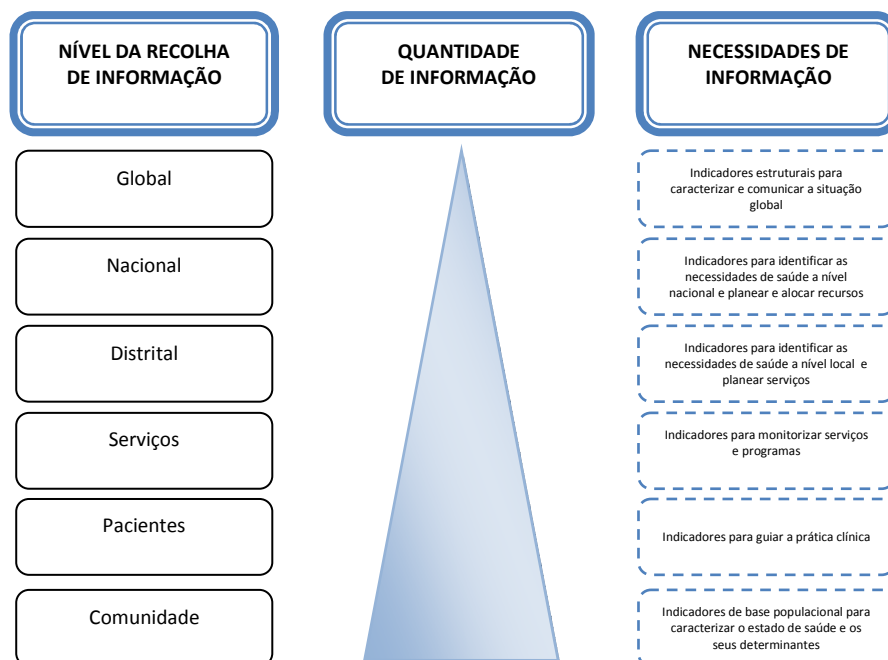 NÍVEL DA RECOLHA
DE INFORMAÇÃO
QUANTIDADE
DE INFORMAÇÃO
NECESSIDADES DE
INFORMAÇÃO
Global
Indicadores estruturais para
caracterizar e comunicar a situação
global
Nacional
Indicadores para identificar as
necessidades de saúde a nível
nacional e planear e alocar recursos
Distrital
Indicadores para identificar as
necessidades de saúde a nível local e
planear serviços
Serviços
Indicadores para monitorizar serviços
e programas
Pacientes
Indicadores para guiar a prática clínica
Comunidade
Indicadores de base populacional para
caracterizar o estado de saúde e os
seus determinantes